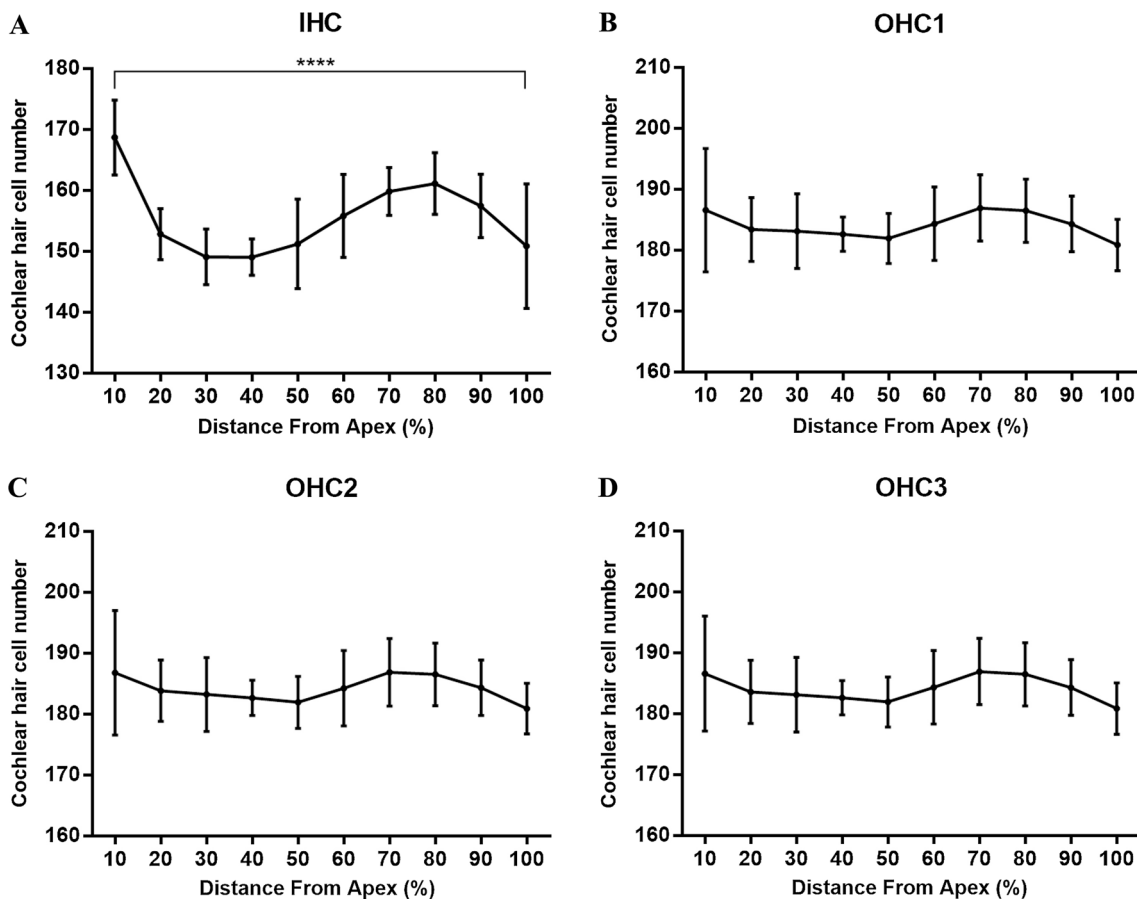 A
IHC
****
Cochlear hair cell number
180
170
160
150
140
130
10 20 30 40 50 60 70 80 90 100
Distance From Apex (%)
B
OHC1
Cochlear hair cell number
210
200
190
180
170
160
10 20 30 40 50 60 70 80 90 100
Distance From Apex (%)
C
OHC2
Cochlear hair cell number
210
200
190
180
170
160
10 20 30 40 50 60 70 80 90 100
Distance From Apex (%)
D
OHC3
Cochlear hair cell number
210
200
190
180
170
160
10 20 30 40 50 60 70 80 90 100
Distance From Apex (%)